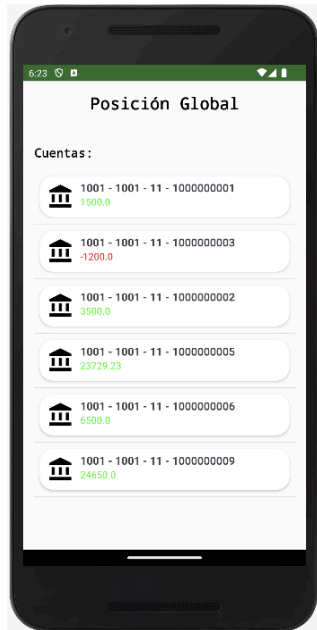 6:23
Posición Global
Cuentas:
1001 - 1001 - 11 - 1000000001
1500.0
1001 - 1001 - 11 - 1000000003
-1200.0
1001 - 1001 - 11 - 1000000002
3500.0
1001 - 1001 - 11 - 1000000005
23729.23
1001 - 1001 - 11 - 1000000006
6500.0
1001 - 1001 - 11 - 1000000009
24650.0